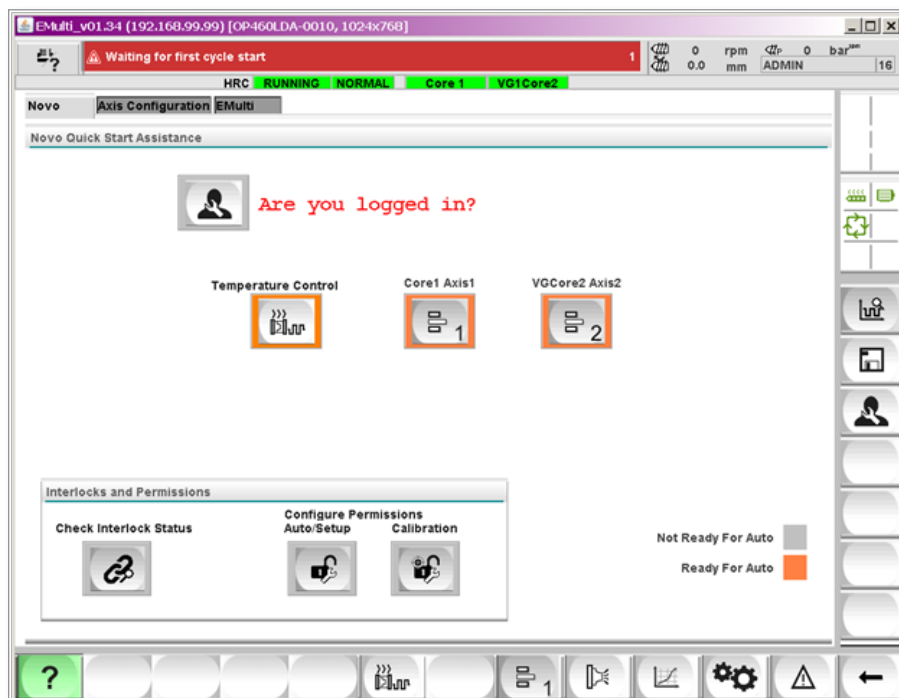 EMulti_v01.34 (192.168.99.99) [OP460LDA-0010, 1024x768]
Waiting for first cycle start 1
0 rpm 0 bar
0.0 mm ADMIN 16
HRC RUNNING NORMAL Core 1 VG1Core2
Novo Axis Configuration EMulti
Novo Quick Start Assistance
Are you logged in?
Temperature Control Core1 Axis1 VGCore2 Axis2
1 2
Interlocks and Permissions
Configure Permissions
Check Interlock Status Auto/Setup Calibration
Not Ready For Auto
Ready For Auto
? 1